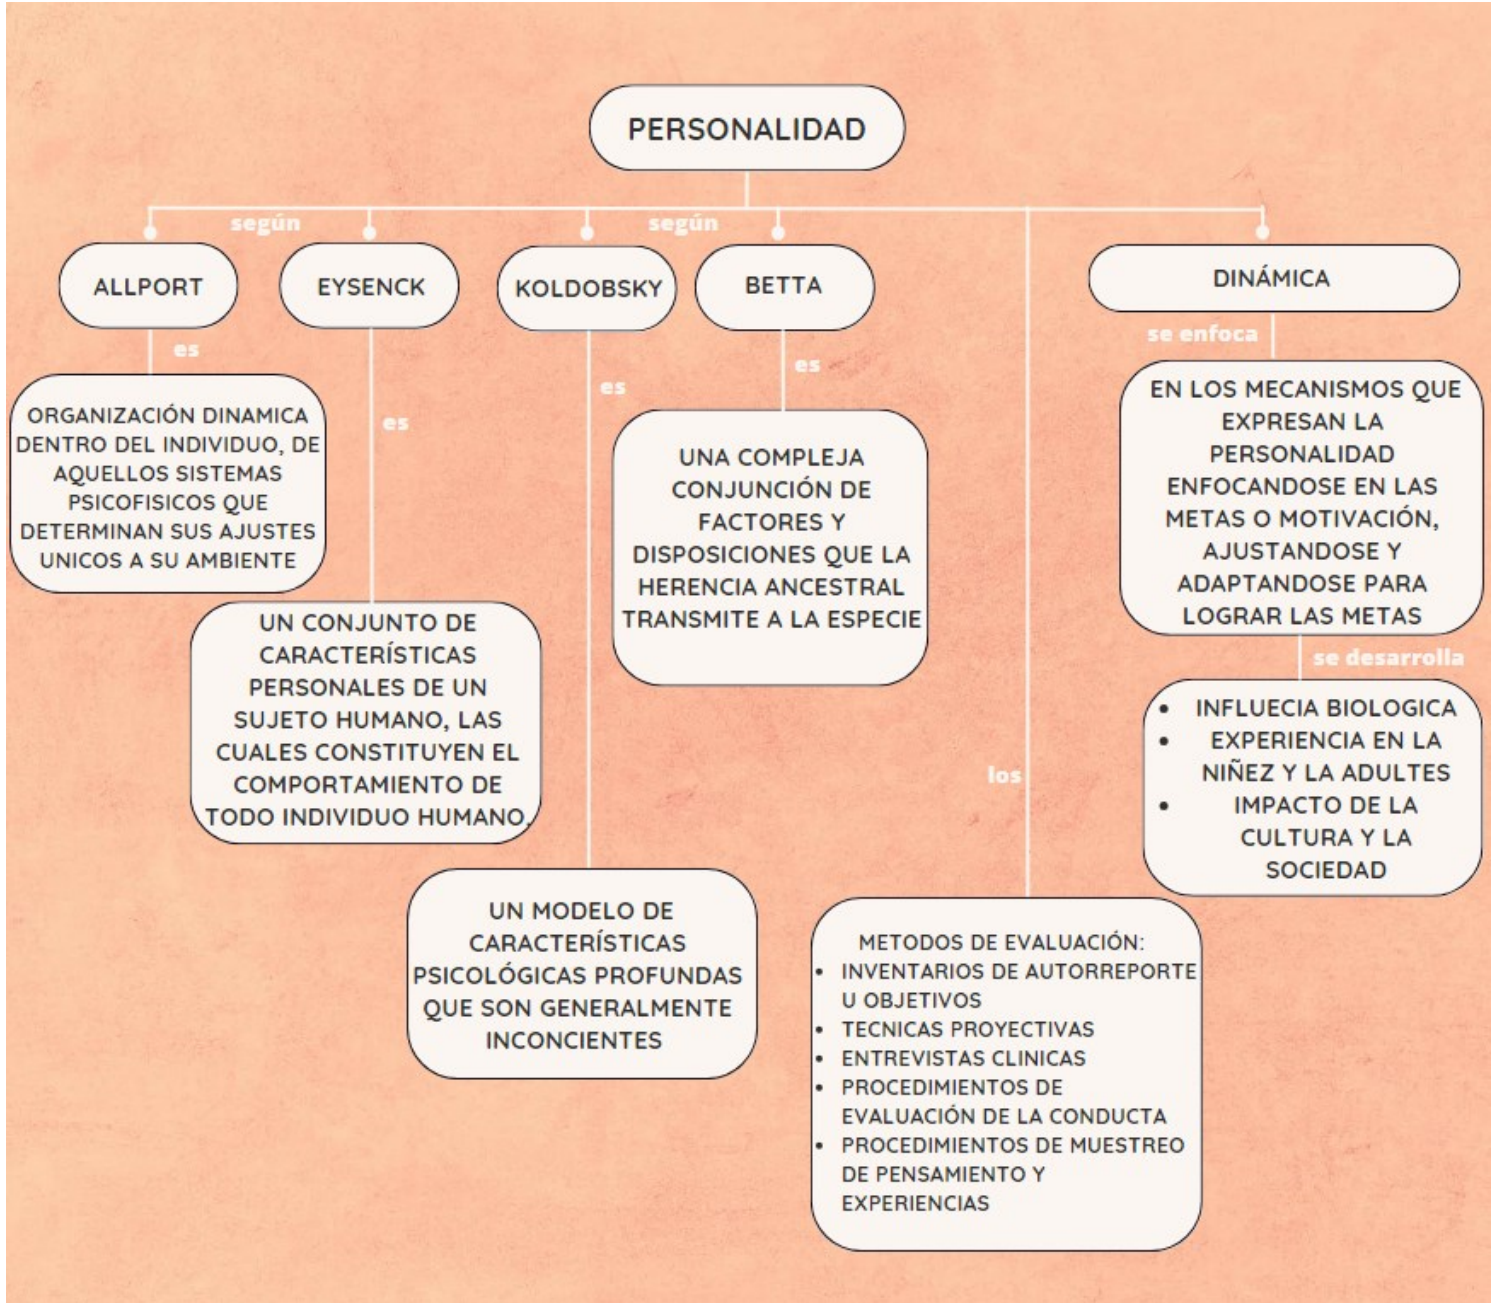 PERSONALIDAD
según
según
ALLPORT
EYSENCK
KOLDOBSKY
BETTA
DINÁMICA
es
ORGANIZACIÓN DINAMICA
DENTRO DEL INDIVIDUO, DE
AQUELLOS SISTEMAS
PSICOFISICOS QUE
DETERMINAN SUS AJUSTES
UNICOS A SU AMBIENTE
es
UN CONJUNTO DE
CARACTERÍSTICAS
PERSONALES DE UN
SUJETO HUMANO, LAS
CUALES CONSTITUYEN EL
COMPORTAMIENTO DE
TODO INDIVIDUO HUMANO,
es
UN MODELO DE
CARACTERÍSTICAS
PSICOLÓGICAS PROFUNDAS
QUE SON GENERALMENTE
INCONCIENTES
es
UNA COMPLEJA
CONJUNCIÓN DE
FACTORES Y
DISPOSICIONES QUE LA
HERENCIA ANCESTRAL
TRANSMITE A LA ESPECIE
los
METODOS DE EVALUACIÓN:
• INVENTARIOS DE AUTORREPORTE
U OBJETIVOS
• TECNICAS PROYECTIVAS
• ENTREVISTAS CLINICAS
• PROCEDIMIENTOS DE
EVALUACIÓN DE LA CONDUCTA
• PROCEDIMIENTOS DE MUESTREO
DE PENSAMIENTO Y
EXPERIENCIAS
se enfoca
EN LOS MECANISMOS QUE
EXPRESAN LA
PERSONALIDAD
ENFOCANDOSE EN LAS
METAS O MOTIVACIÓN,
AJUSTANDOSE Y
ADAPTANDOSE PARA
LOGRAR LAS METAS
se desarrolla
• INFLUECIA BIOLOGICA
• EXPERIENCIA EN LA
NIÑEZ Y LA ADULTES
• IMPACTO DE LA
CULTURA Y LA
SOCIEDAD